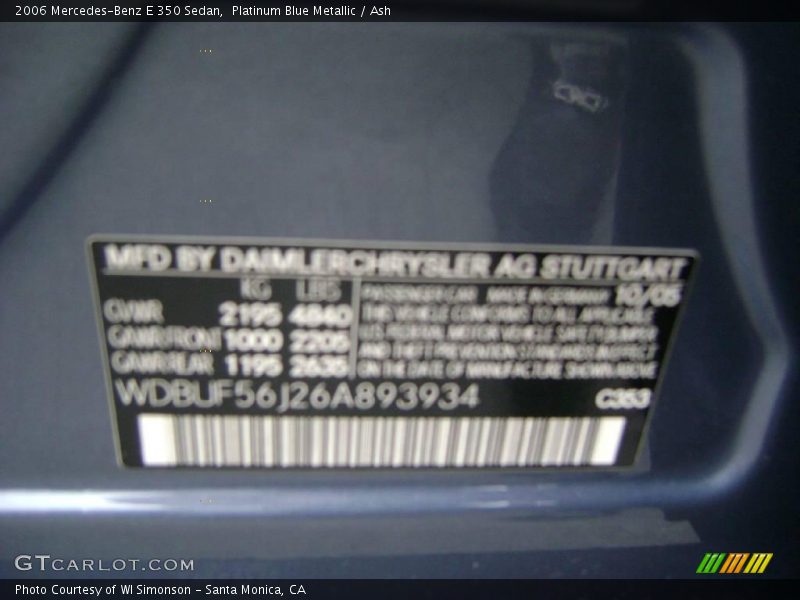 2006 Mercedes-Benz E 350 Sedan,  Platinum Blue Metallic / Ash
MFD BY DAIMLERCHRYSLER AG STUTTGART
KG LBS
PASSENGER CAR MADE IN GERMANY 10/05
GVWR 2195 4840
THE VEHICLE CONFORMS TO ALL APPLICABLE
GAWR FRONT 1000 2205
U.S. FEDERAL MOTOR VEHICLE SAFETY, BUMPER,
AND THEFT PREVENTION STANDARDS IN EFFECT
GAWR REAR 1195 2635
ON THE DATE OF MANUFACTURE SHOWN ABOVE
WDBUF56J26A893934 C353
GTCARLOT.COM
Photo Courtesy of WI Simonson - Santa Monica, CA